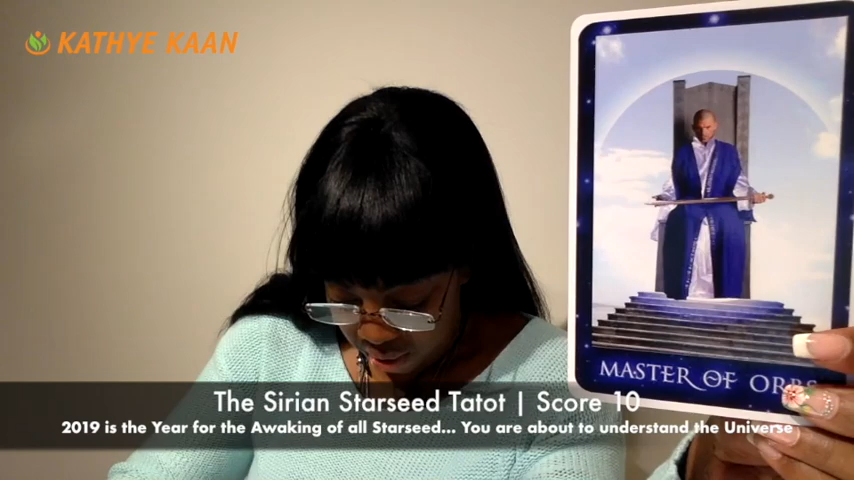 KATHYE KAAN
MASTER OF ORBS
The Sirian Starseed Tatot | Score 10
2019 is the Year for the Awaking of all Starseed... You are about to understand the Universe